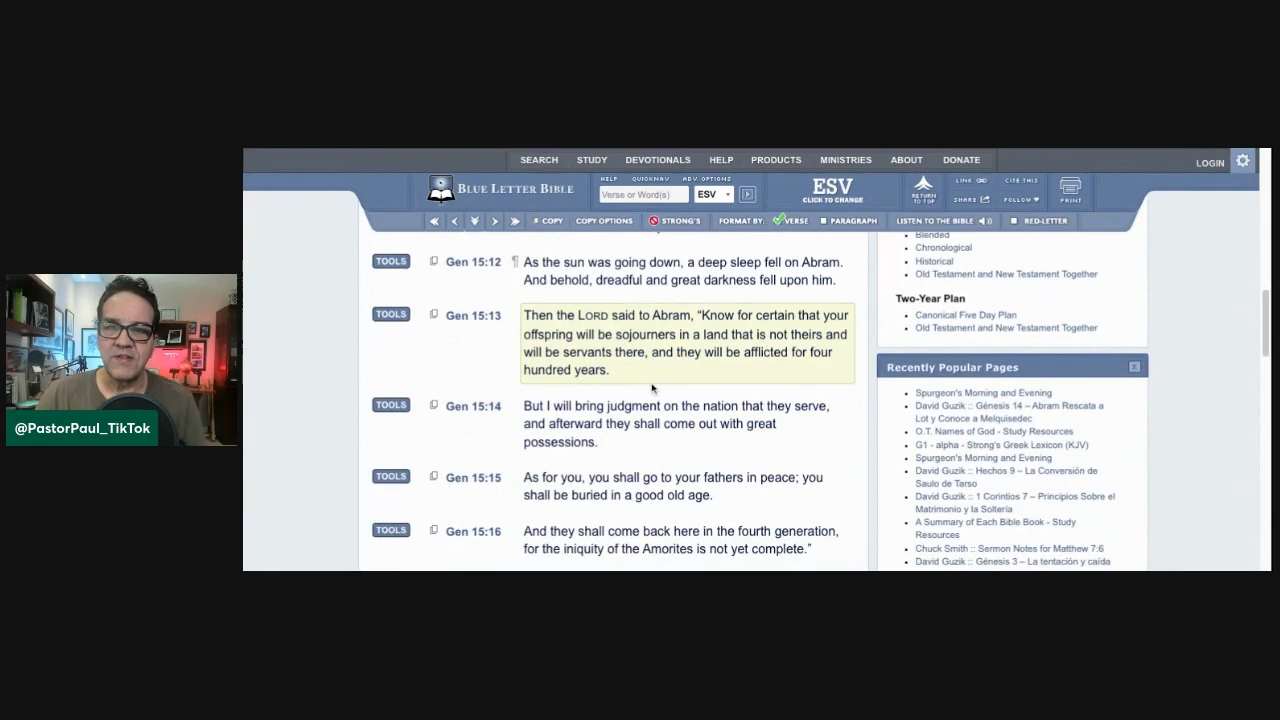 SEARCH STUDY DEVOTIONALS HELP PRODUCTS MINISTRIES ABOUT DONATE LOGIN
HELP QUICKNAV ADV. OPTIONS
BLUE LETTER BIBLE
Verse or Word(s) ESV
ESV
CLICK TO CHANGE
RETURN TO TOP
LINK CITE THIS
SHARE FOLLOW
PRINT
COPY COPY OPTIONS STRONG'S FORMAT BY: VERSE PARAGRAPH LISTEN TO THE BIBLE RED-LETTER
TOOLS Gen 15:12 ¶ As the sun was going down, a deep sleep fell on Abram.
And behold, dreadful and great darkness fell upon him.
TOOLS Gen 15:13 Then the LORD said to Abram, “Know for certain that your
offspring will be sojourners in a land that is not theirs and
will be servants there, and they will be afflicted for four
hundred years.
TOOLS Gen 15:14 But I will bring judgment on the nation that they serve,
and afterward they shall come out with great
possessions.
TOOLS Gen 15:15 As for you, you shall go to your fathers in peace; you
shall be buried in a good old age.
TOOLS Gen 15:16 And they shall come back here in the fourth generation,
for the iniquity of the Amorites is not yet complete.”
Blended
Chronological
Historical
Old Testament and New Testament Together
Two-Year Plan
Canonical Five Day Plan
Old Testament and New Testament Together
Recently Popular Pages
Spurgeon's Morning and Evening
David Guzik :: Génesis 14 – Abram Rescata a
Lot y Conoce a Melquisedec
O.T. Names of God - Study Resources
G1 - alpha - Strong's Greek Lexicon (KJV)
Spurgeon's Morning and Evening
David Guzik :: Hechos 9 – La Conversión de
Saulo de Tarso
David Guzik :: 1 Corintios 7 – Principios Sobre el
Matrimonio y la Soltería
A Summary of Each Bible Book - Study
Resources
Chuck Smith :: Sermon Notes for Matthew 7:6
David Guzik :: Génesis 3 – La tentación y caída
@PastorPaul_TikTok